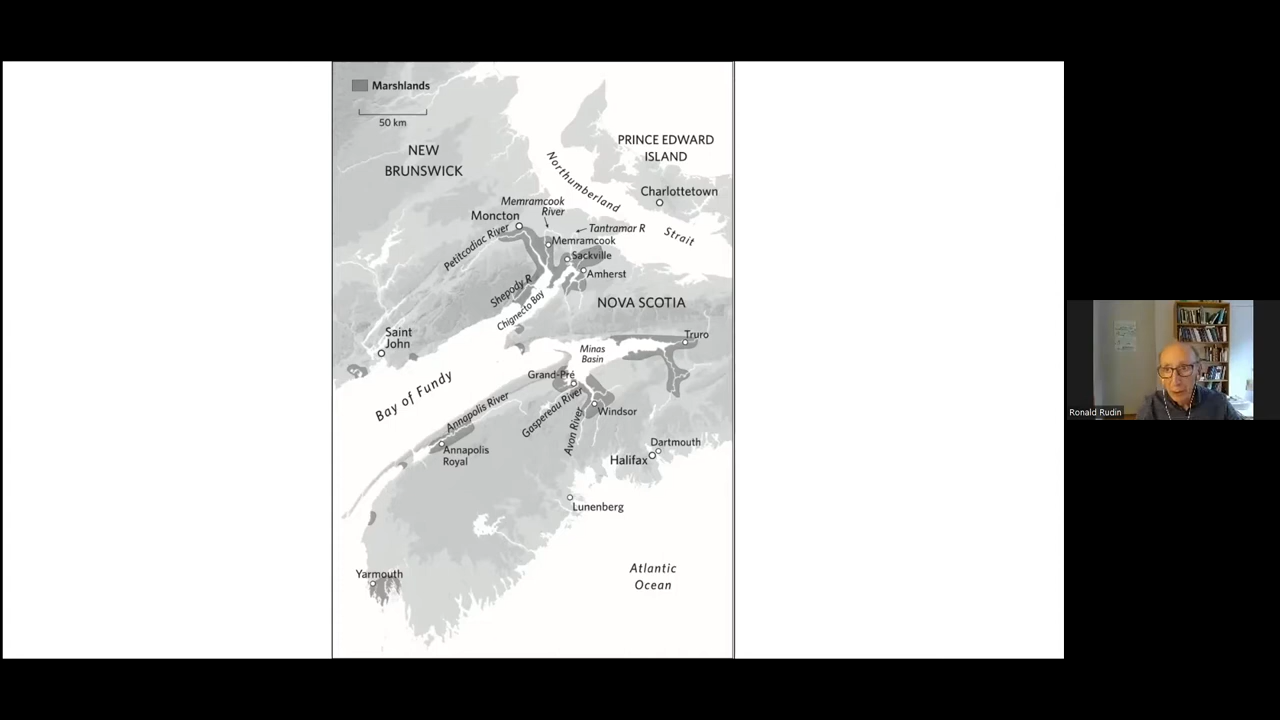 Marshlands
50 km
NEW
BRUNSWICK
PRINCE EDWARD
ISLAND
Charlottetown
Northumberland
Strait
Memramcook
River
Moncton
Tantramar R
Petitcodiac River
Memramcook
Sackville
Amherst
Shepody R
Chignecto Bay
NOVA SCOTIA
Saint
John
Truro
Minas
Basin
Grand-Pré
Bay of Fundy
Annapolis River
Gaspereau River
Avon River
Windsor
Annapolis
Royal
Dartmouth
Halifax
Lunenberg
Atlantic
Ocean
Yarmouth
Ronald Rudin